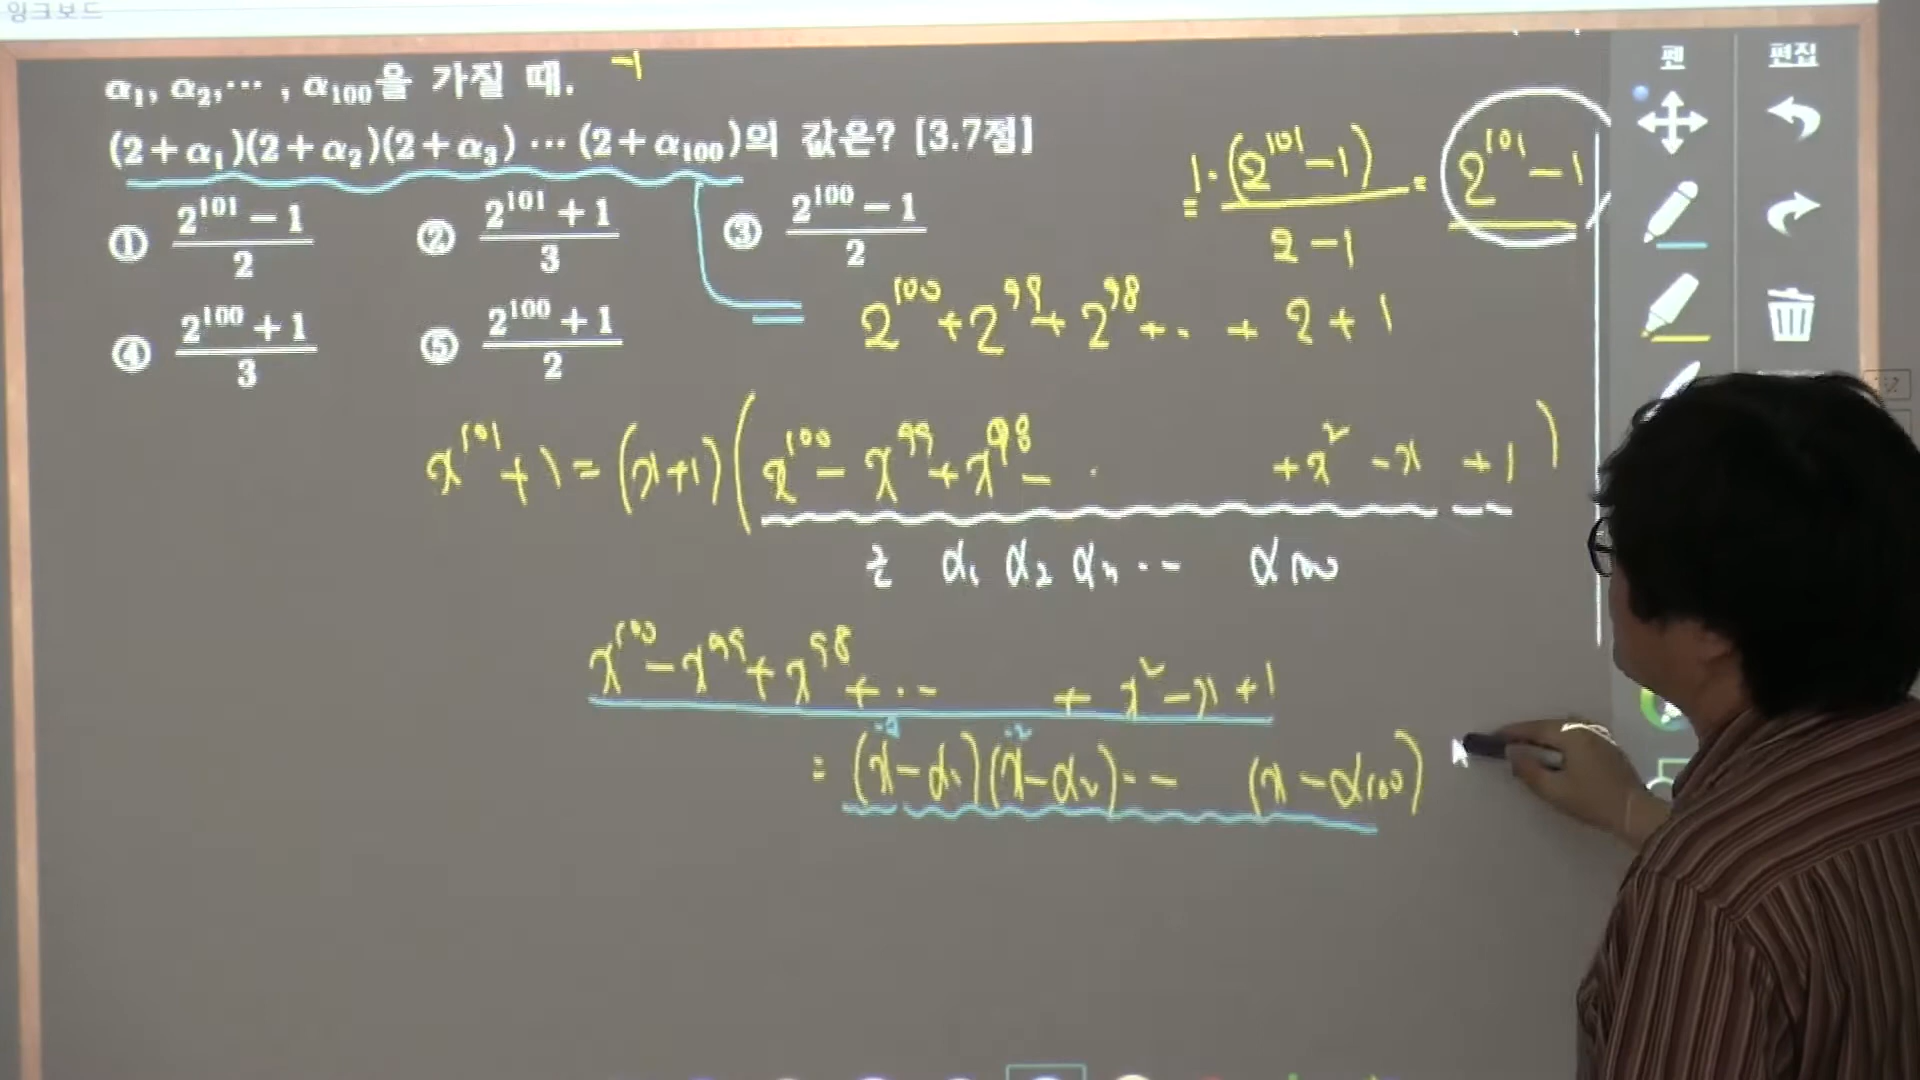 잉크보드
α₁, α₂, ⋯ , α₁₀₀을 가질 때. -1
(2+α₁)(2+α₂)(2+α₃) ⋯ (2+α₁₀₀)의 값은? [3.7점]
① (2¹⁰¹-1)/2 ② (2¹⁰¹+1)/3 ③ (2¹⁰⁰-1)/2
④ (2¹⁰⁰+1)/3 ⑤ (2¹⁰⁰+1)/2
= 1·(2¹⁰¹-1)/(2-1) = 2¹⁰¹-1
2¹⁰⁰+2⁹⁹+2⁹⁸+‥+2+1
x¹⁰¹+1=(x+1)(x¹⁰⁰-x⁹⁹+x⁹⁸- · +x²-x+1)
α₁ α₂ α₃ ‥ α₁₀₀
x¹⁰⁰-x⁹⁹+x⁹⁸+‥ +x²-x+1
-2 -2
=(x-α₁)(x-α₂)‥ (x-α₁₀₀)
펜
편집